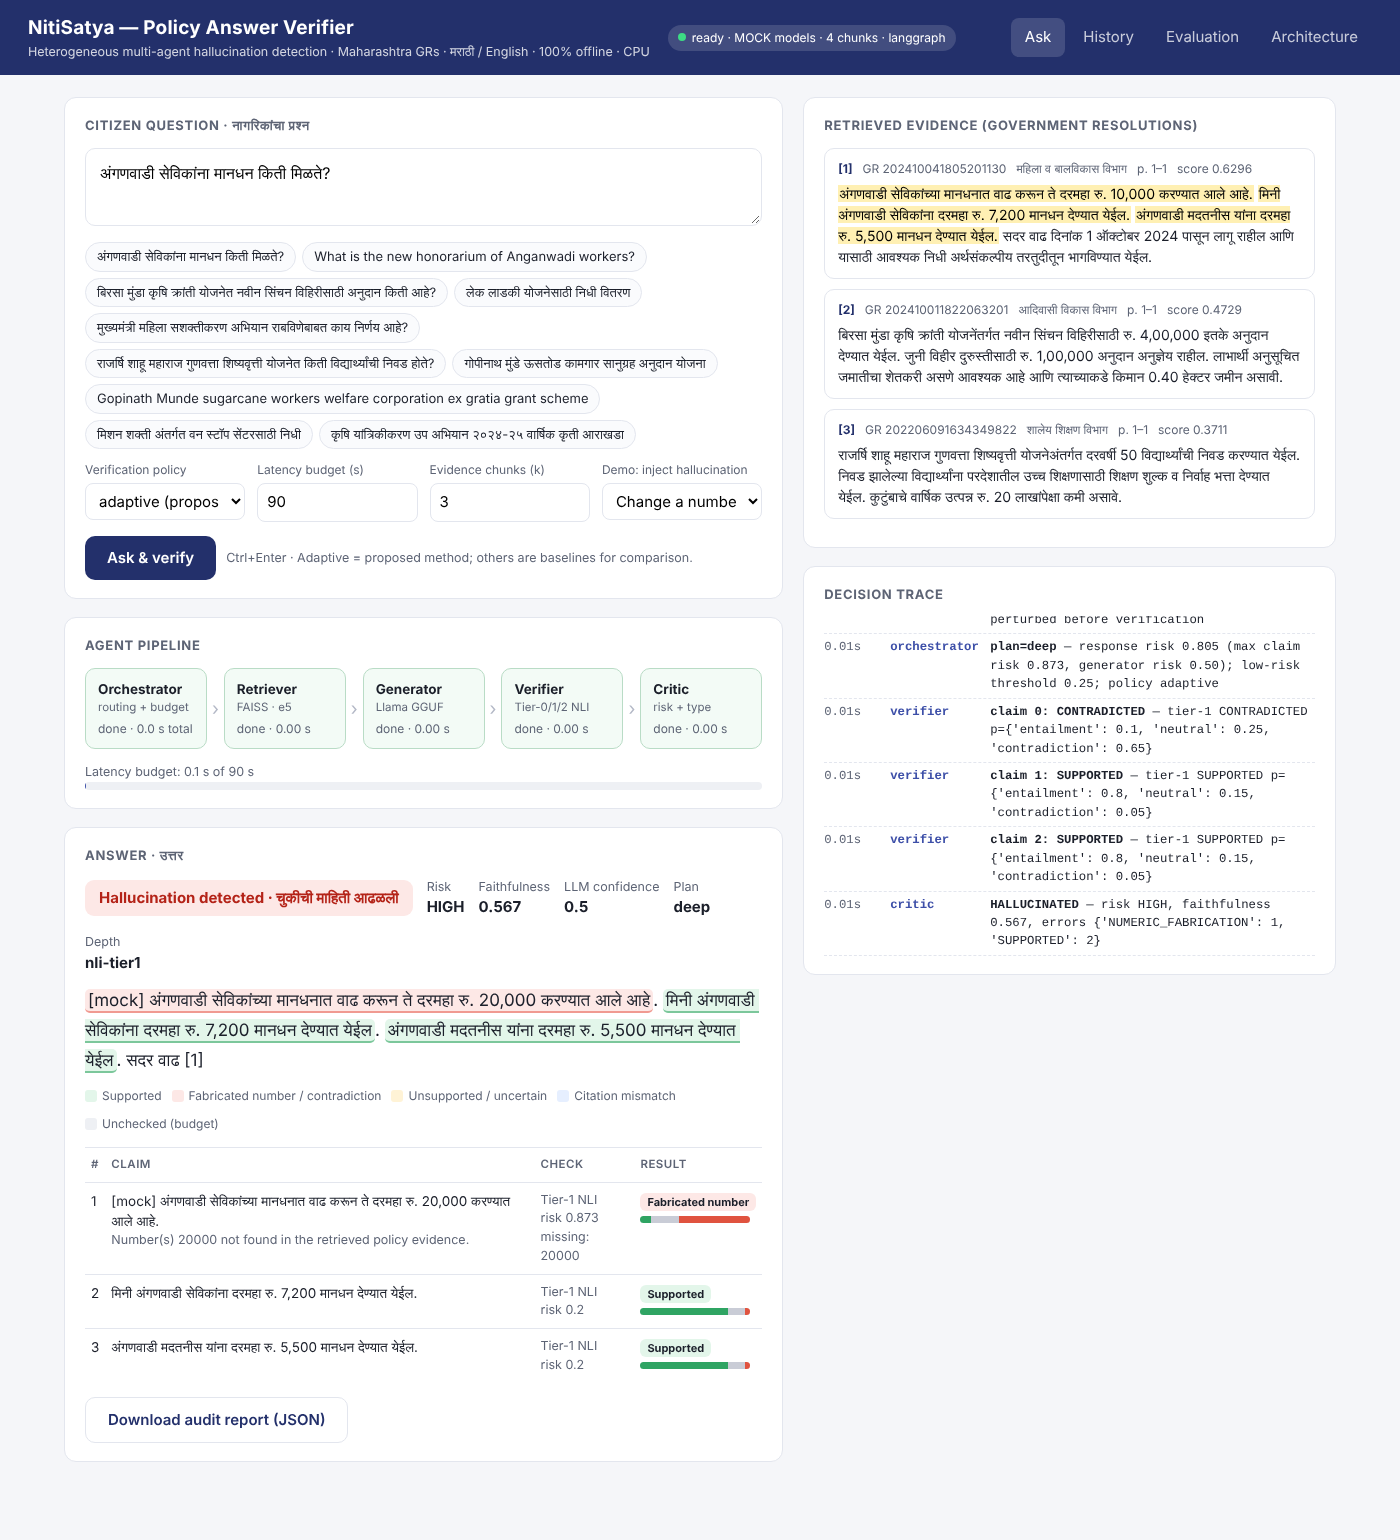 NitiSatya — Policy Answer Verifier
Heterogeneous multi-agent hallucination detection · Maharashtra GRs · मराठी / English · 100% offline · CPU
ready · MOCK models · 4 chunks · langgraph
Ask
History
Evaluation
Architecture
CITIZEN QUESTION · नागरिकांचा प्रश्न
अंगणवाडी सेविकांना मानधन किती मिळते?
अंगणवाडी सेविकांना मानधन किती मिळते?
What is the new honorarium of Anganwadi workers?
बिरसा मुंडा कृषि क्रांती योजनेत नवीन सिंचन विहिरीसाठी अनुदान किती आहे?
लेक लाडकी योजनेसाठी निधी वितरण
मुख्यमंत्री महिला सशक्तीकरण अभियान राबविणेबाबत काय निर्णय आहे?
राजर्षि शाहू महाराज गुणवत्ता शिष्यवृत्ती योजनेत किती विद्यार्थ्यांची निवड होते?
गोपीनाथ मुंडे ऊसतोड कामगार सानुग्रह अनुदान योजना
Gopinath Munde sugarcane workers welfare corporation ex gratia grant scheme
मिशन शक्ती अंतर्गत वन स्टॉप सेंटरसाठी निधी
कृषि यांत्रिकीकरण उप अभियान २०२४-२५ वार्षिक कृती आराखडा
Verification policy
Latency budget (s)
Evidence chunks (k)
Demo: inject hallucination
adaptive (propos
90
3
Change a numbe
Ask & verify
Ctrl+Enter · Adaptive = proposed method; others are baselines for comparison.
AGENT PIPELINE
Orchestrator
routing + budget
done · 0.0 s total
›
Retriever
FAISS · e5
done · 0.00 s
›
Generator
Llama GGUF
done · 0.00 s
›
Verifier
Tier-0/1/2 NLI
done · 0.00 s
›
Critic
risk + type
done · 0.00 s
Latency budget: 0.1 s of 90 s
ANSWER · उत्तर
Hallucination detected · चुकीची माहिती आढळली
Risk
HIGH
Faithfulness
0.567
LLM confidence
0.5
Plan
deep
Depth
nli-tier1
[mock] अंगणवाडी सेविकांच्या मानधनात वाढ करून ते दरमहा रु. 20,000 करण्यात आले आहे. मिनी अंगणवाडी
सेविकांना दरमहा रु. 7,200 मानधन देण्यात येईल. अंगणवाडी मदतनीस यांना दरमहा रु. 5,500 मानधन देण्यात
येईल. सदर वाढ [1]
Supported
Fabricated number / contradiction
Unsupported / uncertain
Citation mismatch
Unchecked (budget)
# CLAIM CHECK RESULT
1
[mock] अंगणवाडी सेविकांच्या मानधनात वाढ करून ते दरमहा रु. 20,000 करण्यात
आले आहे.
Number(s) 20000 not found in the retrieved policy evidence.
Tier-1 NLI
risk 0.873
missing:
20000
Fabricated number
2
मिनी अंगणवाडी सेविकांना दरमहा रु. 7,200 मानधन देण्यात येईल.
Tier-1 NLI
risk 0.2
Supported
3
अंगणवाडी मदतनीस यांना दरमहा रु. 5,500 मानधन देण्यात येईल.
Tier-1 NLI
risk 0.2
Supported
Download audit report (JSON)
RETRIEVED EVIDENCE (GOVERNMENT RESOLUTIONS)
[1] GR 202410041805201130 महिला व बालविकास विभाग p. 1–1 score 0.6296
अंगणवाडी सेविकांच्या मानधनात वाढ करून ते दरमहा रु. 10,000 करण्यात आले आहे. मिनी
अंगणवाडी सेविकांना दरमहा रु. 7,200 मानधन देण्यात येईल. अंगणवाडी मदतनीस यांना दरमहा
रु. 5,500 मानधन देण्यात येईल. सदर वाढ दिनांक 1 ऑक्टोबर 2024 पासून लागू राहील आणि
यासाठी आवश्यक निधी अर्थसंकल्पीय तरतुदीतून भागविण्यात येईल.
[2] GR 202410011822063201 आदिवासी विकास विभाग p. 1–1 score 0.4729
बिरसा मुंडा कृषि क्रांती योजनेंतर्गत नवीन सिंचन विहिरीसाठी रु. 4,00,000 इतके अनुदान
देण्यात येईल. जुनी विहीर दुरुस्तीसाठी रु. 1,00,000 अनुदान अनुज्ञेय राहील. लाभार्थी अनुसूचित
जमातीचा शेतकरी असणे आवश्यक आहे आणि त्याच्याकडे किमान 0.40 हेक्टर जमीन असावी.
[3] GR 202206091634349822 शालेय शिक्षण विभाग p. 1–1 score 0.3711
राजर्षि शाहू महाराज गुणवत्ता शिष्यवृत्ती योजनेअंतर्गत दरवर्षी 50 विद्यार्थ्यांची निवड करण्यात येईल.
निवड झालेल्या विद्यार्थ्यांना परदेशातील उच्च शिक्षणासाठी शिक्षण शुल्क व निर्वाह भत्ता देण्यात
येईल. कुटुंबाचे वार्षिक उत्पन्न रु. 20 लाखांपेक्षा कमी असावे.
DECISION TRACE
perturbed before verification
0.01s orchestrator plan=deep — response risk 0.805 (max claim
risk 0.873, generator risk 0.50); low-risk
threshold 0.25; policy adaptive
0.01s verifier claim 0: CONTRADICTED — tier-1 CONTRADICTED
p={'entailment': 0.1, 'neutral': 0.25,
'contradiction': 0.65}
0.01s verifier claim 1: SUPPORTED — tier-1 SUPPORTED p=
{'entailment': 0.8, 'neutral': 0.15,
'contradiction': 0.05}
0.01s verifier claim 2: SUPPORTED — tier-1 SUPPORTED p=
{'entailment': 0.8, 'neutral': 0.15,
'contradiction': 0.05}
0.01s critic HALLUCINATED — risk HIGH, faithfulness
0.567, errors {'NUMERIC_FABRICATION': 1,
'SUPPORTED': 2}